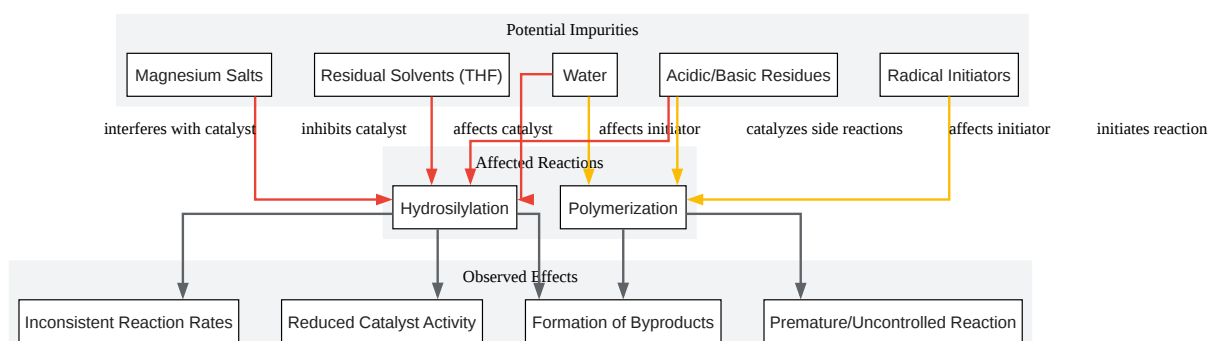 Potential Impurities
Magnesium Salts
Residual Solvents (THF)
Water
Acidic/Basic Residues
Radical Initiators
interferes with catalyst
inhibits catalyst
affects catalyst
affects initiator
catalyzes side reactions
affects initiator
initiates reaction
Affected Reactions
Hydrosilylation
Polymerization
Observed Effects
Inconsistent Reaction Rates
Reduced Catalyst Activity
Formation of Byproducts
Premature/Uncontrolled Reaction